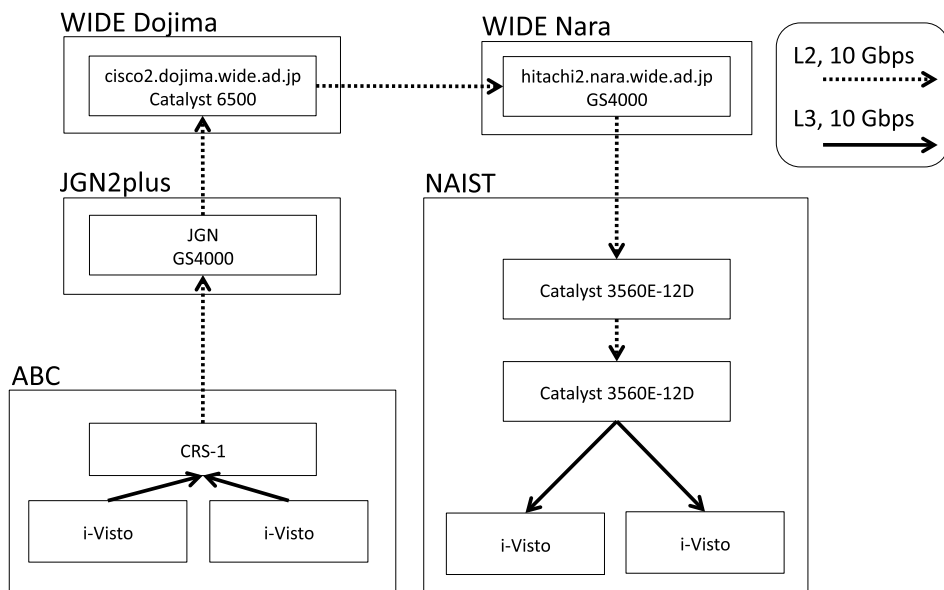 WIDE Dojima
cisco2.dojima.wide.ad.jp
Catalyst 6500
WIDE Nara
hitachi2.nara.wide.ad.jp
GS4000
L2, 10 Gbps
L3, 10 Gbps
JGN2plus
JGN
GS4000
NAIST
Catalyst 3560E-12D
Catalyst 3560E-12D
i-Visto
i-Visto
ABC
CRS-1
i-Visto
i-Visto